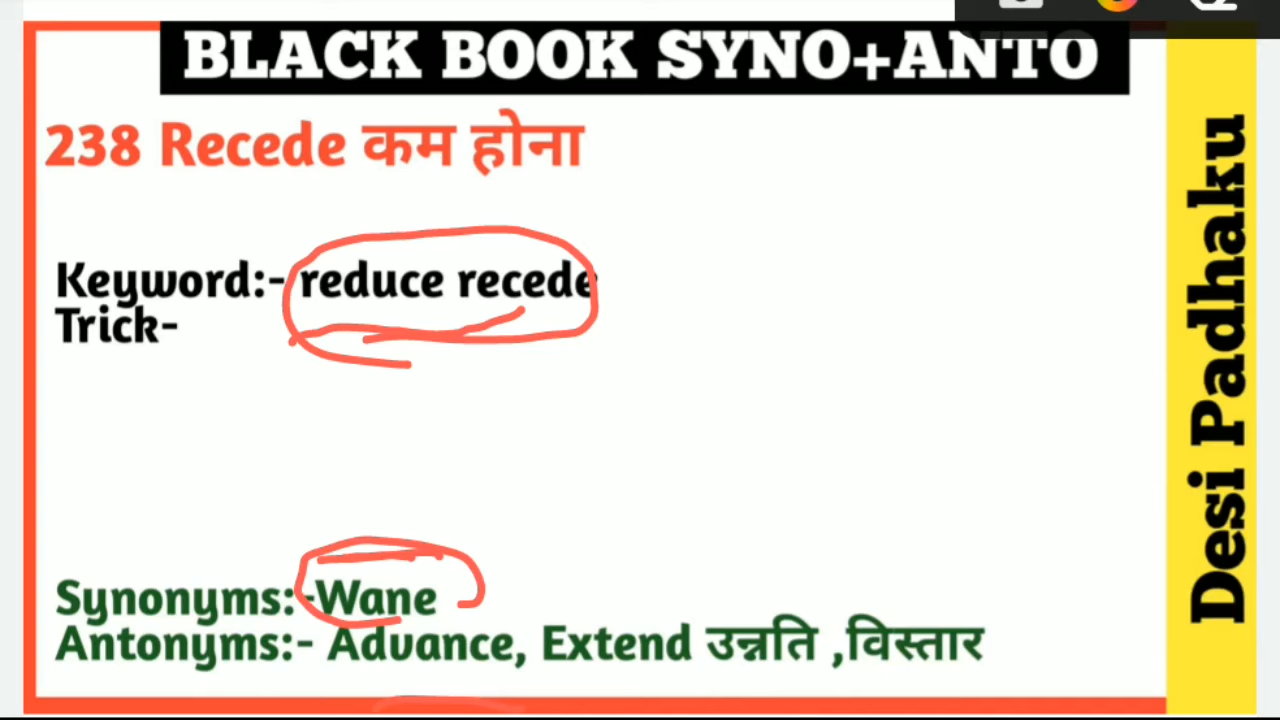 BLACK BOOK SYNO+ANTO
238 Recede कम होना
Keyword:- reduce recede
Trick-
Synonyms:-Wane
Antonyms:- Advance, Extend उन्नति ,विस्तार
Desi Padhaku